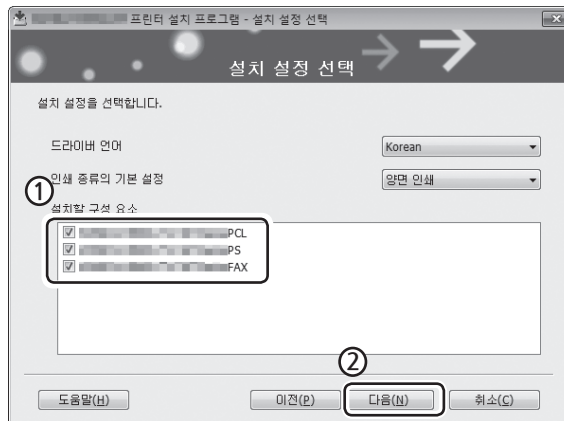 프린터 설치 프로그램 - 설치 설정 선택
설치 설정 선택
설치 설정을 선택합니다.
드라이버 언어 Korean
인쇄 종류의 기본 설정 양면 인쇄
①
설치할 구성 요소
PCL
PS
FAX
②
도움말(H) 이전(P) 다음(N) 취소(C)